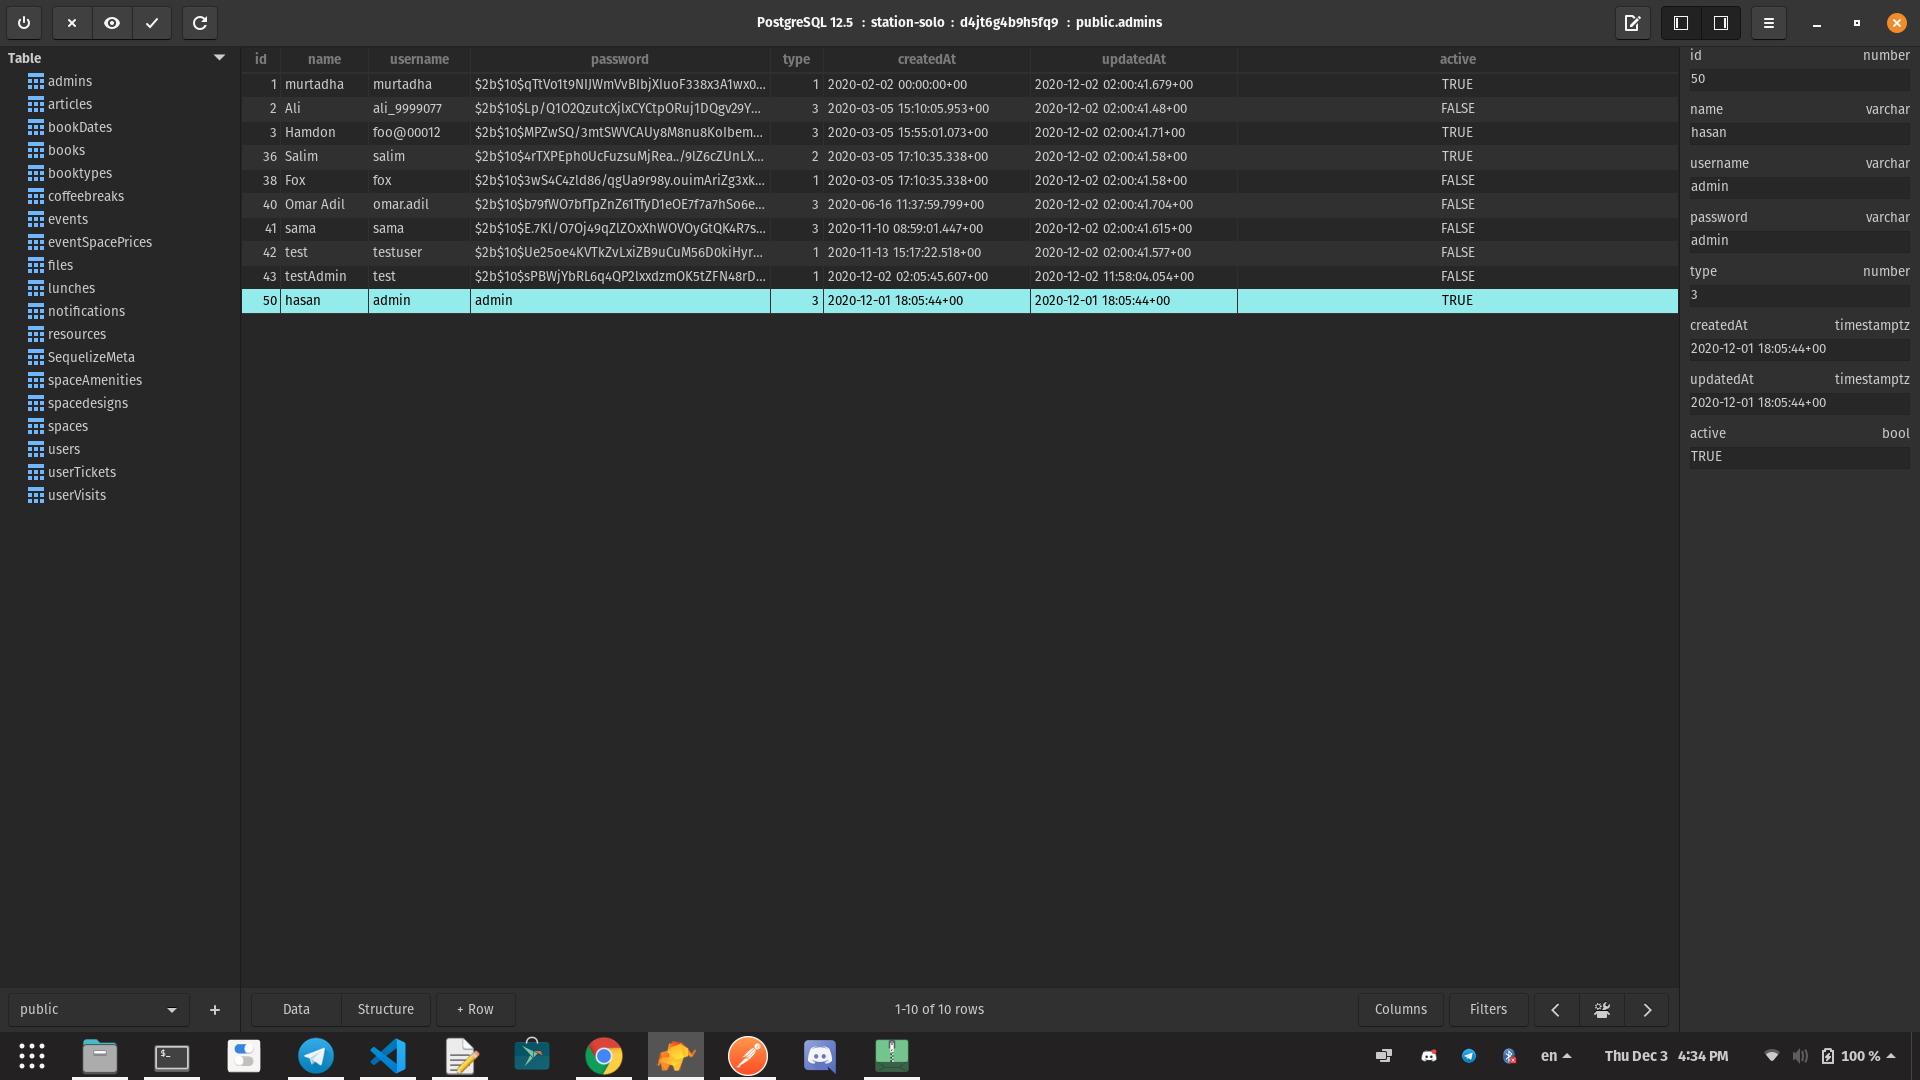 PostgreSQL 12.5 : station-solo : d4jt6g4b9h5fq9 : public.admins
Table
admins
articles
bookDates
books
booktypes
coffeebreaks
events
eventSpacePrices
files
lunches
notifications
resources
SequelizeMeta
spaceAmenities
spacedesigns
spaces
users
userTickets
userVisits
id name username password type createdAt updatedAt active
1 murtadha murtadha $2b$10$qTtVo1t9NIJWmVvBIbjXIuoF338x3A1wx0... 1 2020-02-02 00:00:00+00 2020-12-02 02:00:41.679+00 TRUE
2 Ali ali_9999077 $2b$10$Lp/Q1O2QzutcXjlxCYCtpORuj1DQgv29Y... 3 2020-03-05 15:10:05.953+00 2020-12-02 02:00:41.48+00 FALSE
3 Hamdon foo@00012 $2b$10$MPZwSQ/3mtSWVCAUy8M8nu8KoIbem... 3 2020-03-05 15:55:01.073+00 2020-12-02 02:00:41.71+00 TRUE
36 Salim salim $2b$10$4rTXPEph0UcFuzsuMjRea../9lZ6cZUnLX... 2 2020-03-05 17:10:35.338+00 2020-12-02 02:00:41.58+00 TRUE
38 Fox fox $2b$10$3wS4C4zld86/qgUa9r98y.ouimAriZg3xk... 1 2020-03-05 17:10:35.338+00 2020-12-02 02:00:41.58+00 FALSE
40 Omar Adil omar.adil $2b$10$b79fWO7bfTpZnZ61TfyD1eOE7f7a7hSo6e... 3 2020-06-16 11:37:59.799+00 2020-12-02 02:00:41.704+00 FALSE
41 sama sama $2b$10$E.7Kl/O7Oj49qZlZOxXhWOVOyGtQK4R7s... 3 2020-11-10 08:59:01.447+00 2020-12-02 02:00:41.615+00 FALSE
42 test testuser $2b$10$Ue25oe4KVTkZvLxiZB9uCuM56D0kiHyr... 1 2020-11-13 15:17:22.518+00 2020-12-02 02:00:41.577+00 FALSE
43 testAdmin test $2b$10$sPBWjYbRL6q4QP2lxxdzmOK5tZFN48rD... 1 2020-12-02 02:05:45.607+00 2020-12-02 11:58:04.054+00 FALSE
50 hasan admin admin 3 2020-12-01 18:05:44+00 2020-12-01 18:05:44+00 TRUE
id number
50
name varchar
hasan
username varchar
admin
password varchar
admin
type number
3
createdAt timestamptz
2020-12-01 18:05:44+00
updatedAt timestamptz
2020-12-01 18:05:44+00
active bool
TRUE
public + Data Structure + Row 1-10 of 10 rows Columns Filters
en Thu Dec 3 4:34 PM 100 %